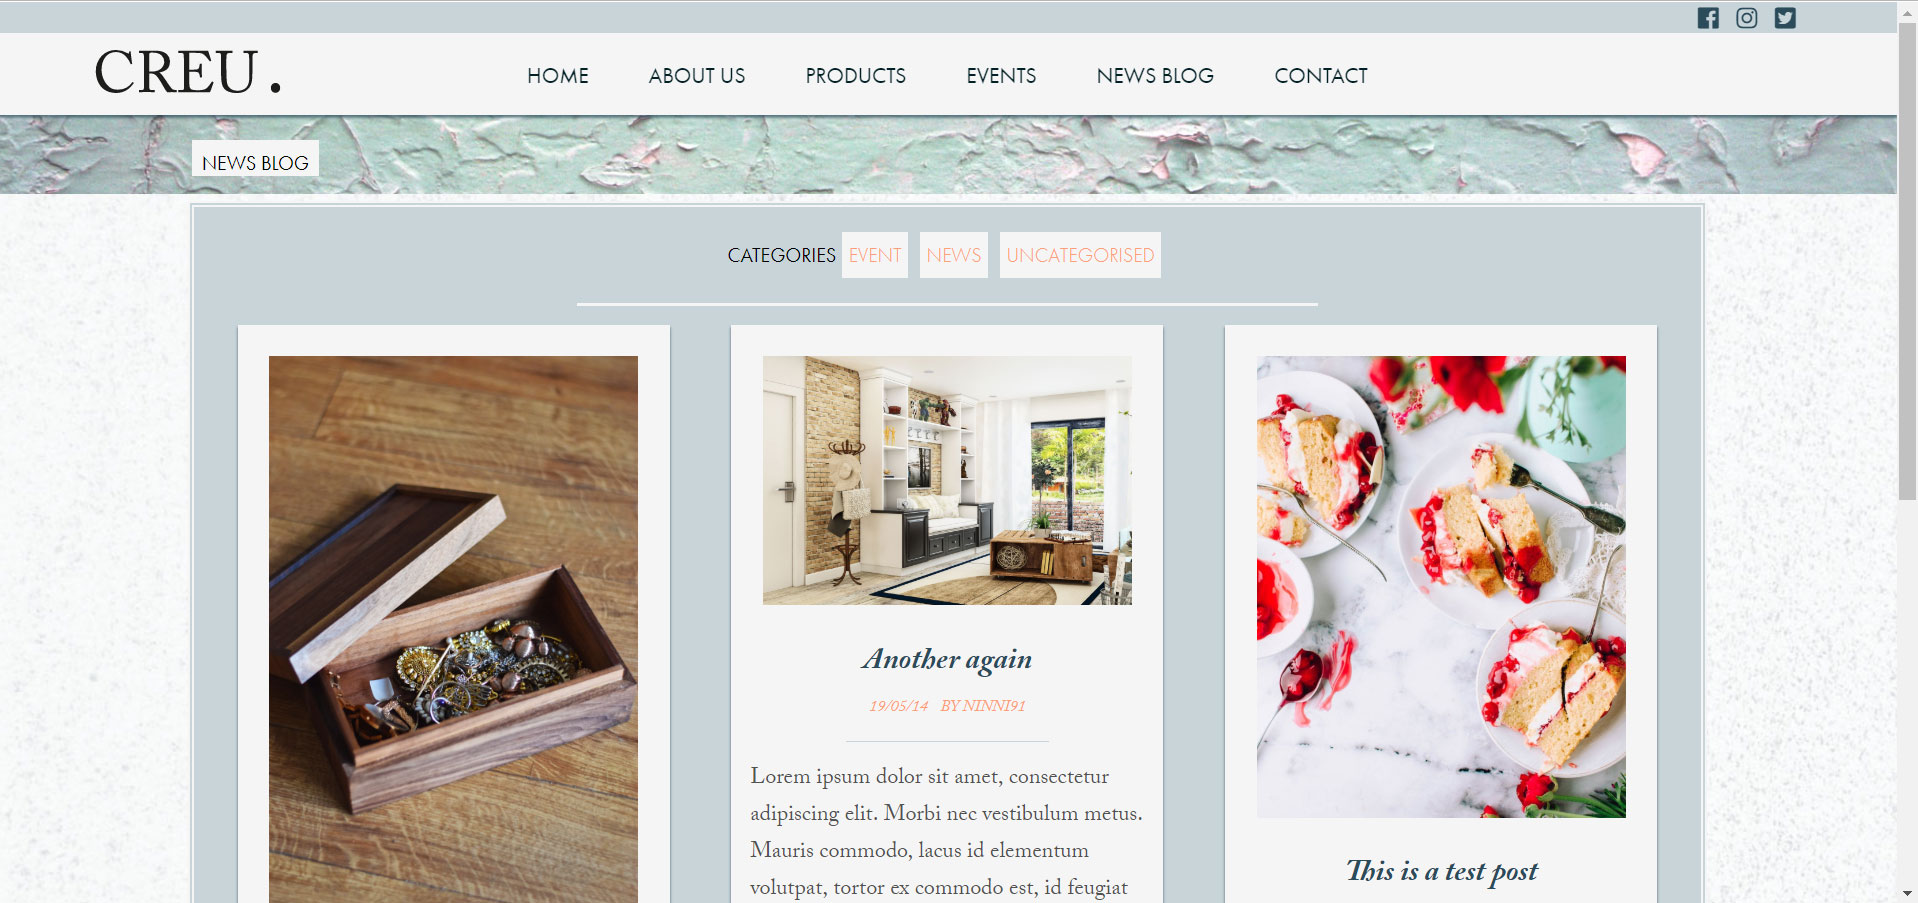 CREU.
HOME ABOUT US PRODUCTS EVENTS NEWS BLOG CONTACT
NEWS BLOG
CATEGORIES EVENT NEWS UNCATEGORISED
Another again
19/05/14 BY NINNI91
Lorem ipsum dolor sit amet, consectetur
adipiscing elit. Morbi nec vestibulum metus.
Mauris commodo, lacus id elementum
volutpat, tortor ex commodo est, id feugiat
This is a test post